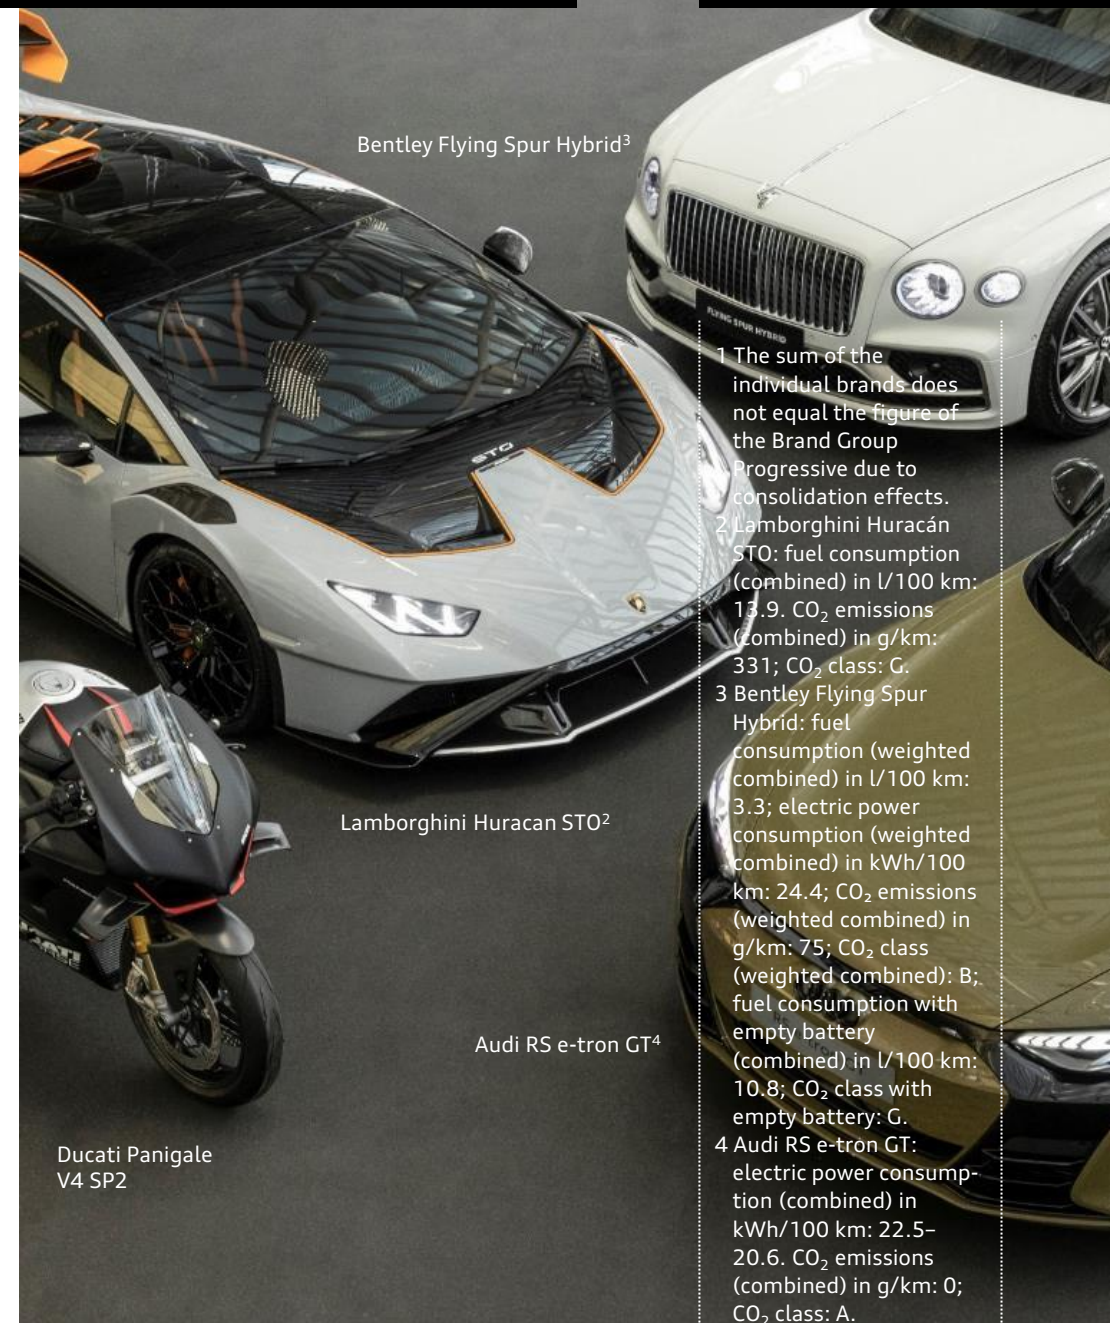 Bentley Flying Spur Hybrid³
FLYING SPUR HYBRID
STO
Lamborghini Huracan STO²
Audi RS e-tron GT⁴
Ducati Panigale
V4 SP2
1 The sum of the
individual brands does
not equal the figure of
the Brand Group
Progressive due to
consolidation effects.
2 Lamborghini Huracán
STO: fuel consumption
(combined) in l/100 km:
13.9. CO₂ emissions
(combined) in g/km:
331; CO₂ class: G.
3 Bentley Flying Spur
Hybrid: fuel
consumption (weighted
combined) in l/100 km:
3.3; electric power
consumption (weighted
combined) in kWh/100
km: 24.4; CO₂ emissions
(weighted combined) in
g/km: 75; CO₂ class
(weighted combined): B;
fuel consumption with
empty battery
(combined) in l/100 km:
10.8; CO₂ class with
empty battery: G.
4 Audi RS e-tron GT:
electric power consump-
tion (combined) in
kWh/100 km: 22.5–
20.6. CO₂ emissions
(combined) in g/km: 0;
CO₂ class: A.